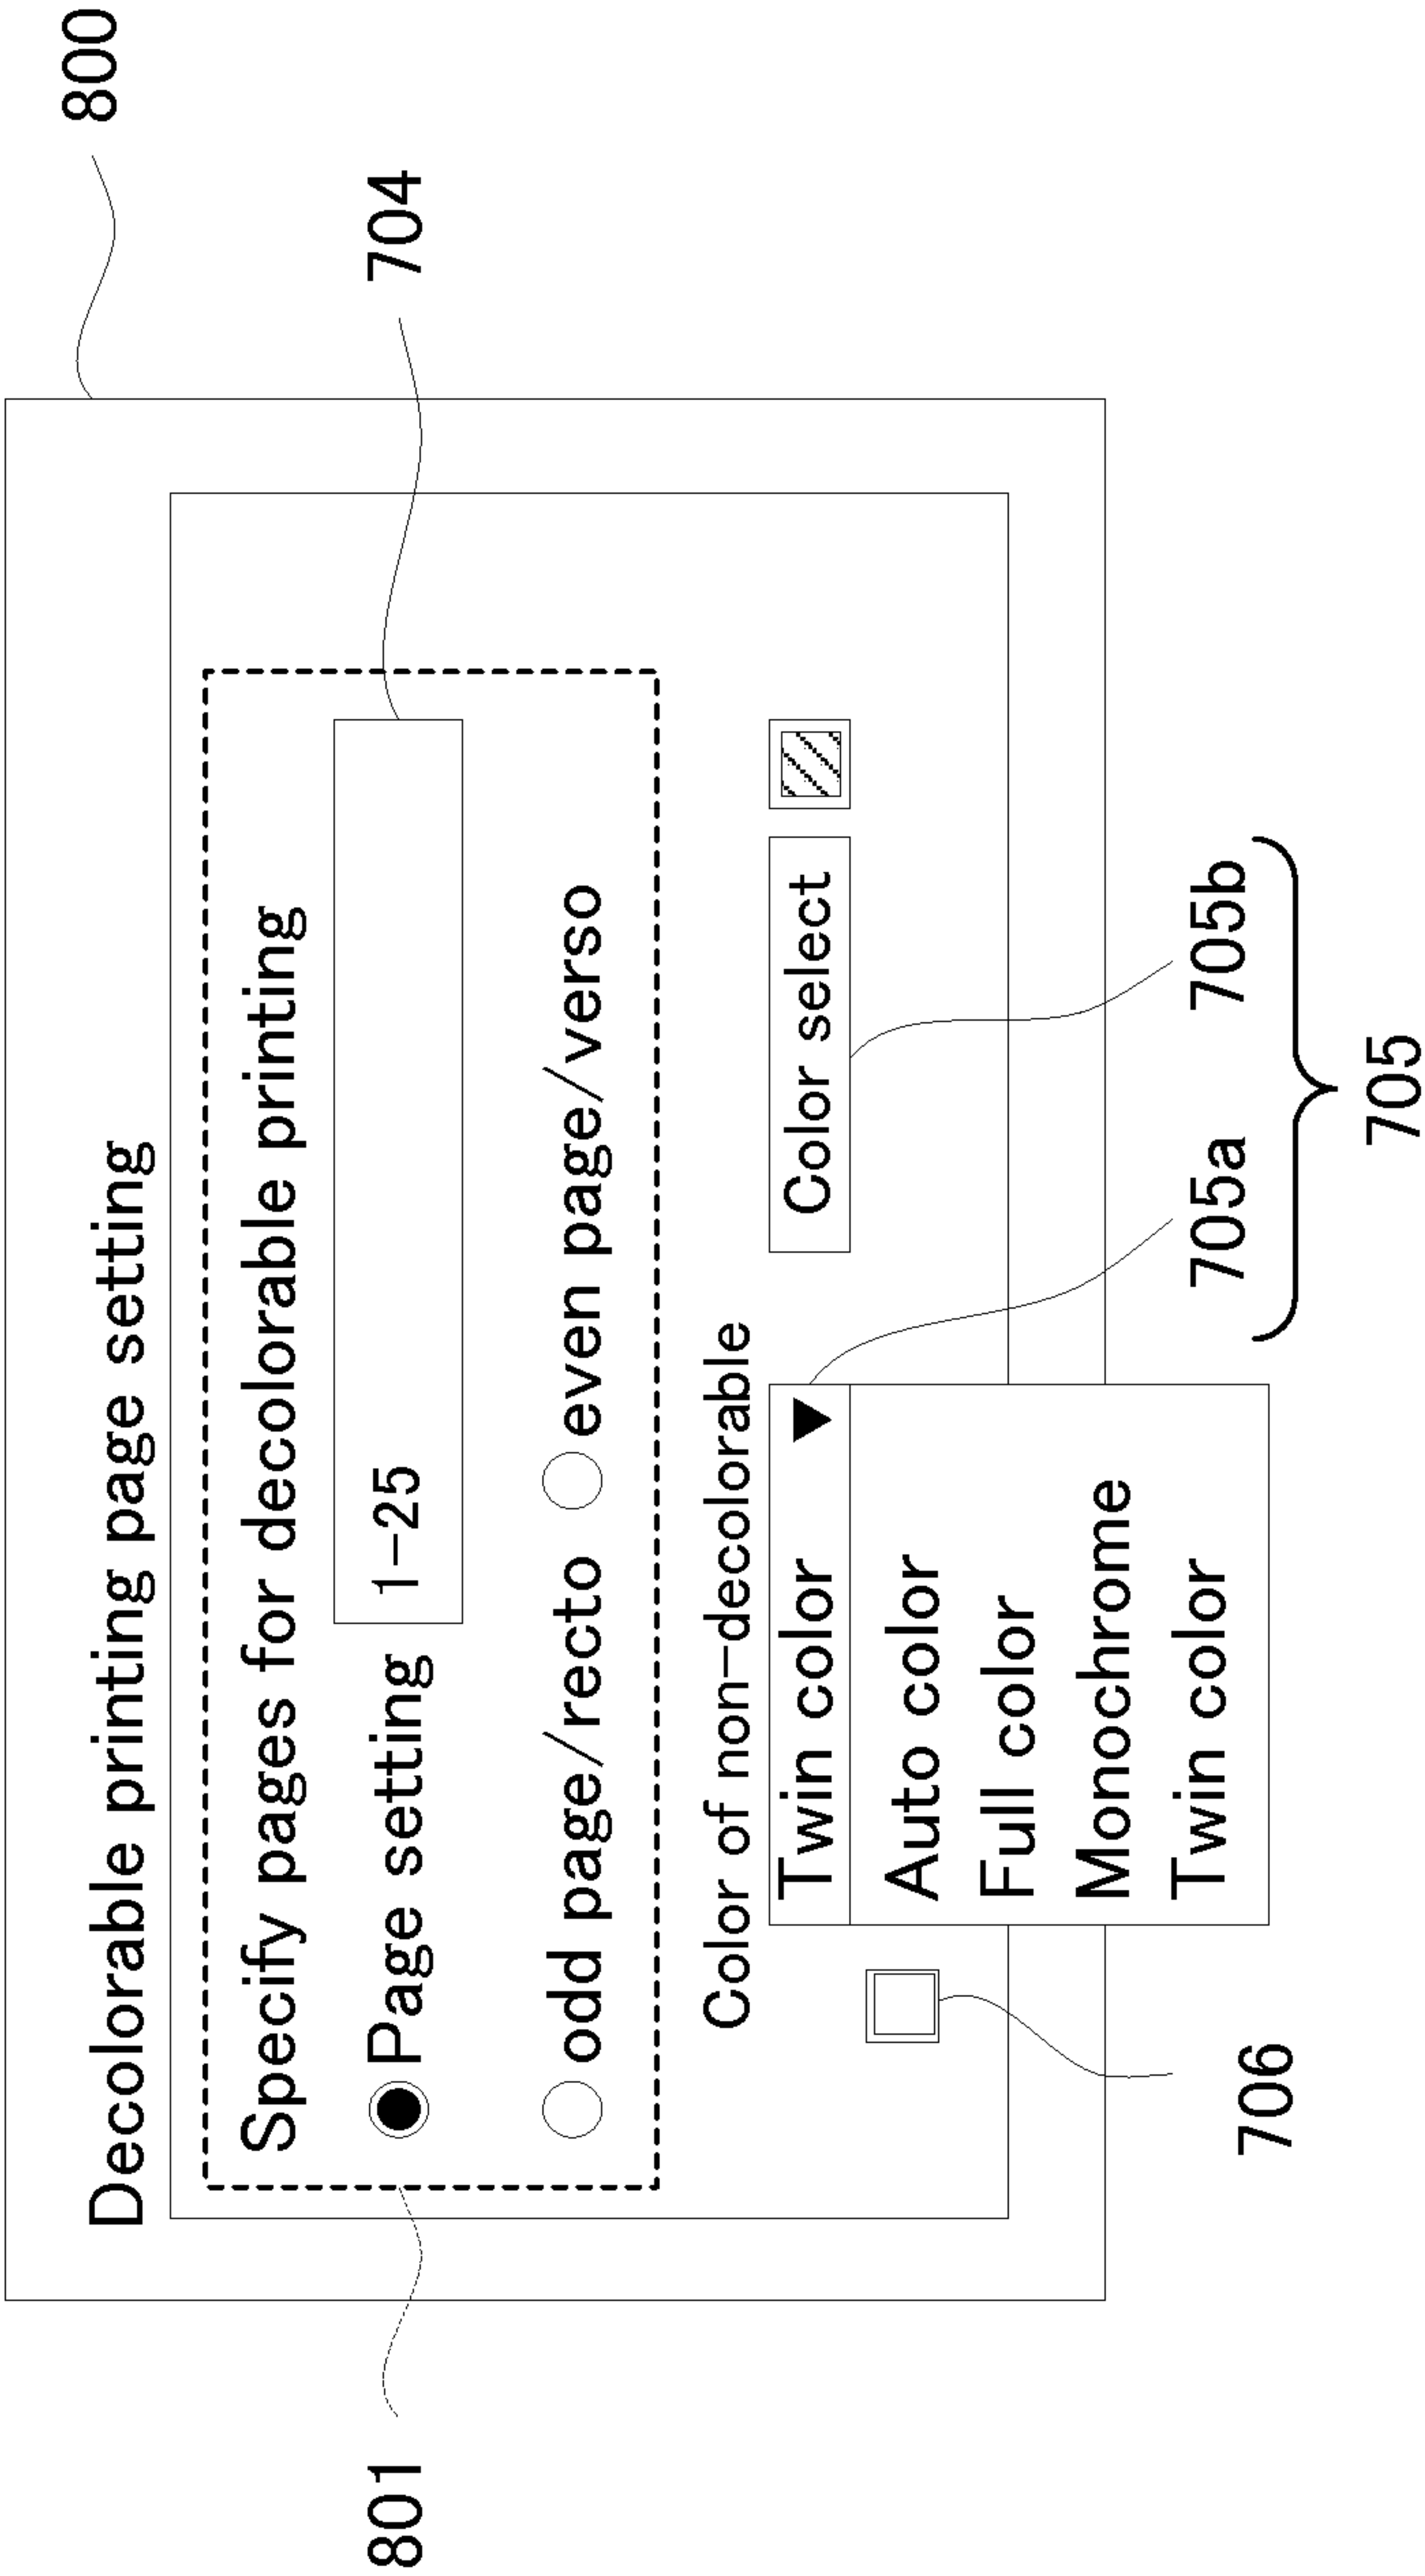 800
Decolorable printing page setting
Specify pages for decolorable printing
801
Page setting
1-25
704
odd page/recto
even page/verso
Color of non-decolorable
Twin color ▼
Color select
Auto color
Full color
Monochrome
Twin color
706
705a
705b
705